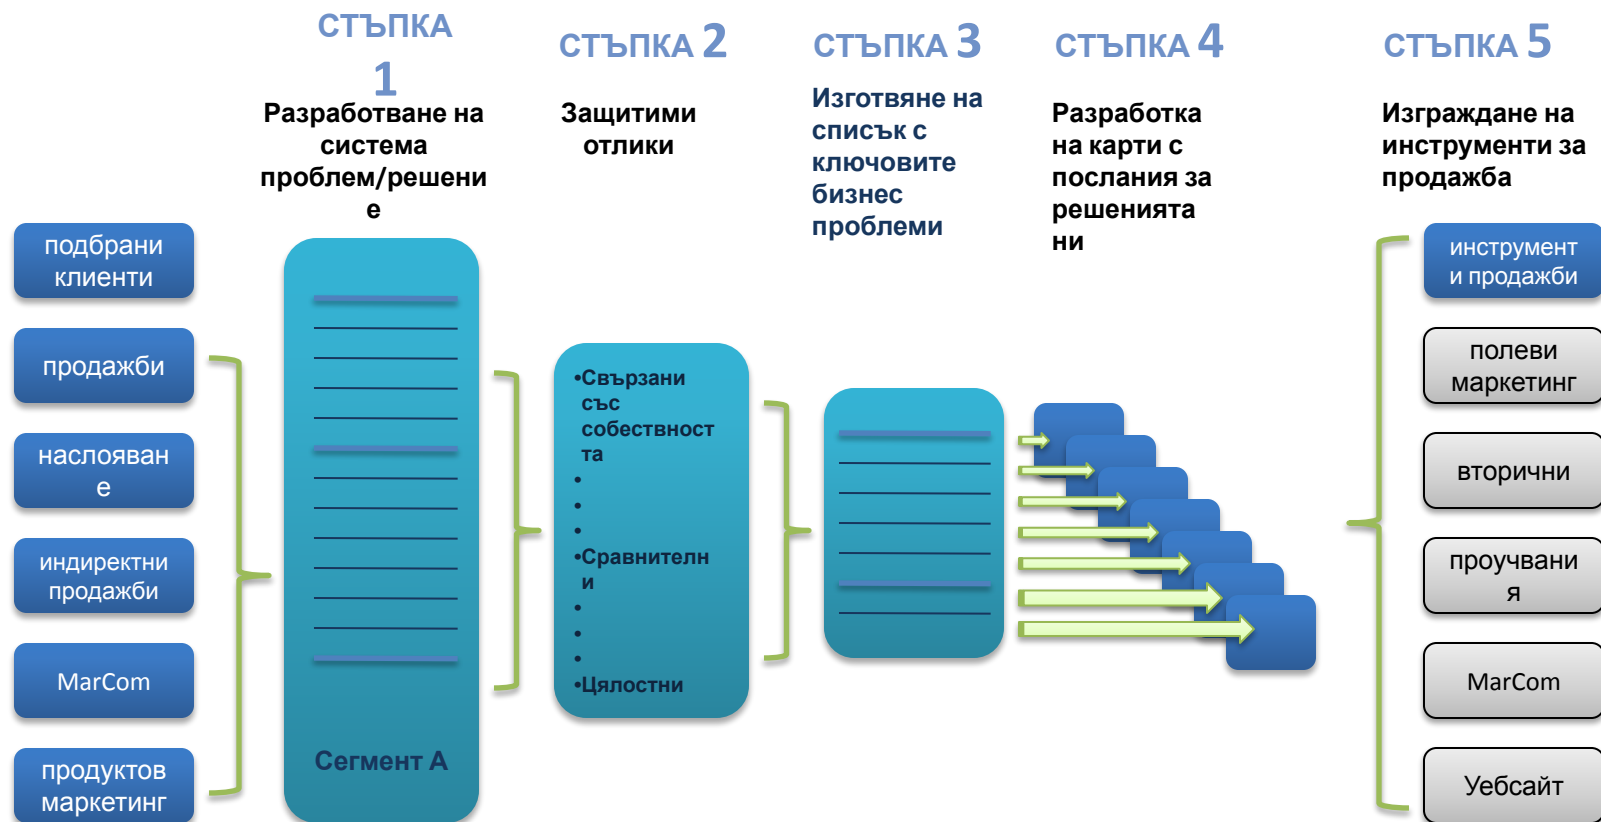 СТЪПКА
1
Разработване на
система
проблем/решени
е
СТЪПКА 2
Защитими
отлики
СТЪПКА 3
Изготвяне на
списък с
ключовите
бизнес
проблеми
СТЪПКА 4
Разработка
на карти с
послания за
решенията
ни
СТЪПКА 5
Изграждане на
инструменти за
продажба
подбрани
клиенти
продажби
наслояван
е
индиректни
продажби
MarCom
продуктов
маркетинг
Сегмент А
•Свързани
със
собествност
та
•
•
•
•Сравнителн
и
•
•
•
•Цялостни
инструмент
и продажби
полеви
маркетинг
вторични
проучвани
я
MarCom
Уебсайт